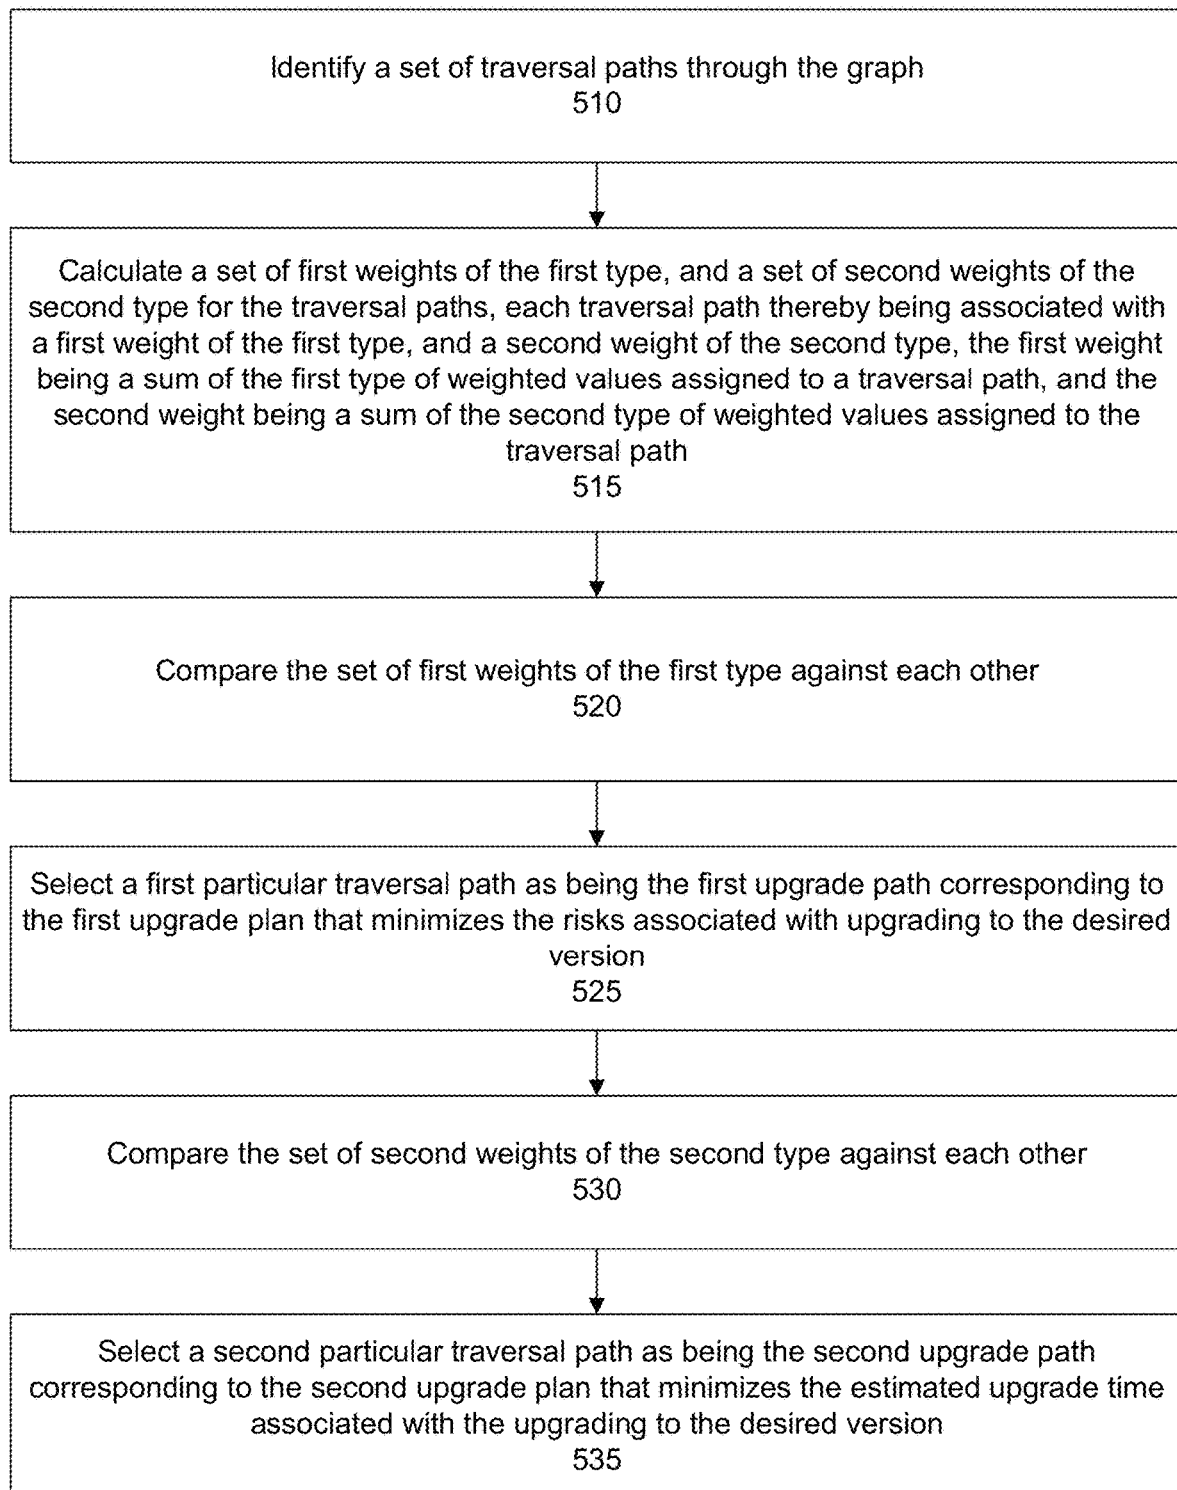 Identify a set of traversal paths through the graph
510
Calculate a set of first weights of the first type, and a set of second weights of the
second type for the traversal paths, each traversal path thereby being associated with
a first weight of the first type, and a second weight of the second type, the first weight
being a sum of the first type of weighted values assigned to a traversal path, and the
second weight being a sum of the second type of weighted values assigned to the
traversal path
515
Compare the set of first weights of the first type against each other
520
Select a first particular traversal path as being the first upgrade path corresponding to
the first upgrade plan that minimizes the risks associated with upgrading to the desired
version
525
Compare the set of second weights of the second type against each other
530
Select a second particular traversal path as being the second upgrade path
corresponding to the second upgrade plan that minimizes the estimated upgrade time
associated with the upgrading to the desired version
535